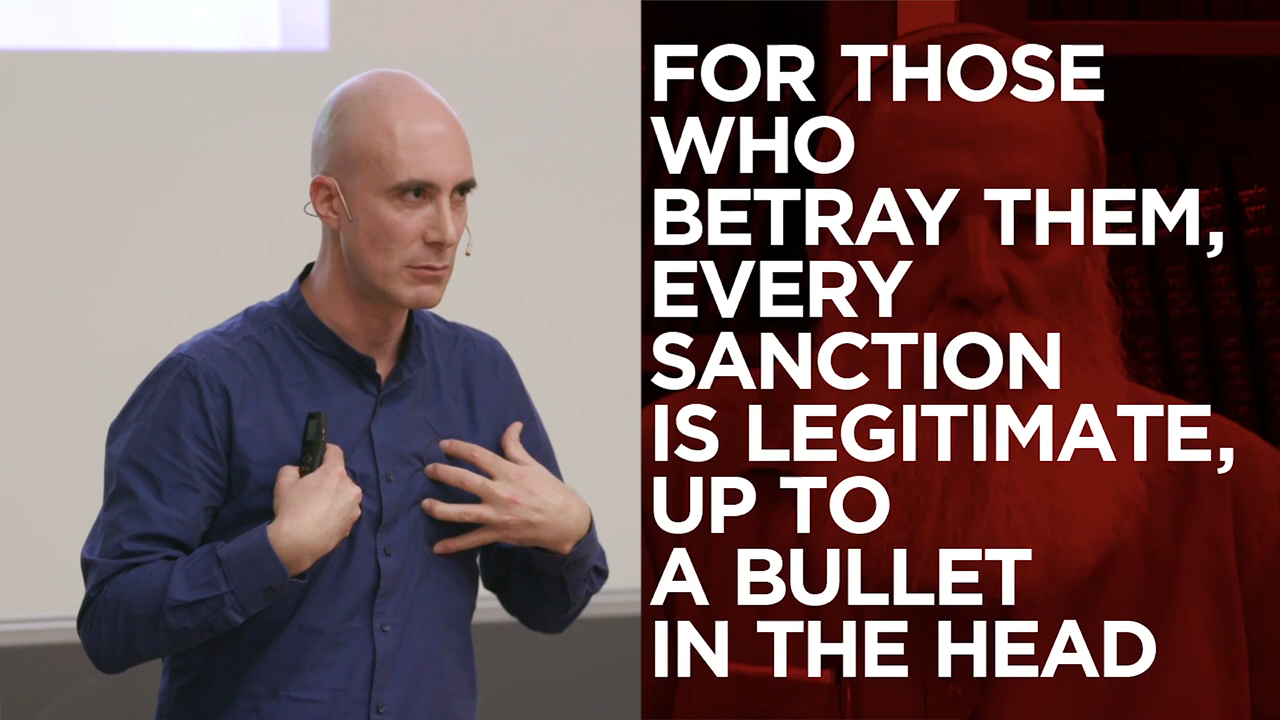 FOR THOSE
WHO
BETRAY THEM,
EVERY
SANCTION
IS LEGITIMATE,
UP TO
A BULLET
IN THE HEAD